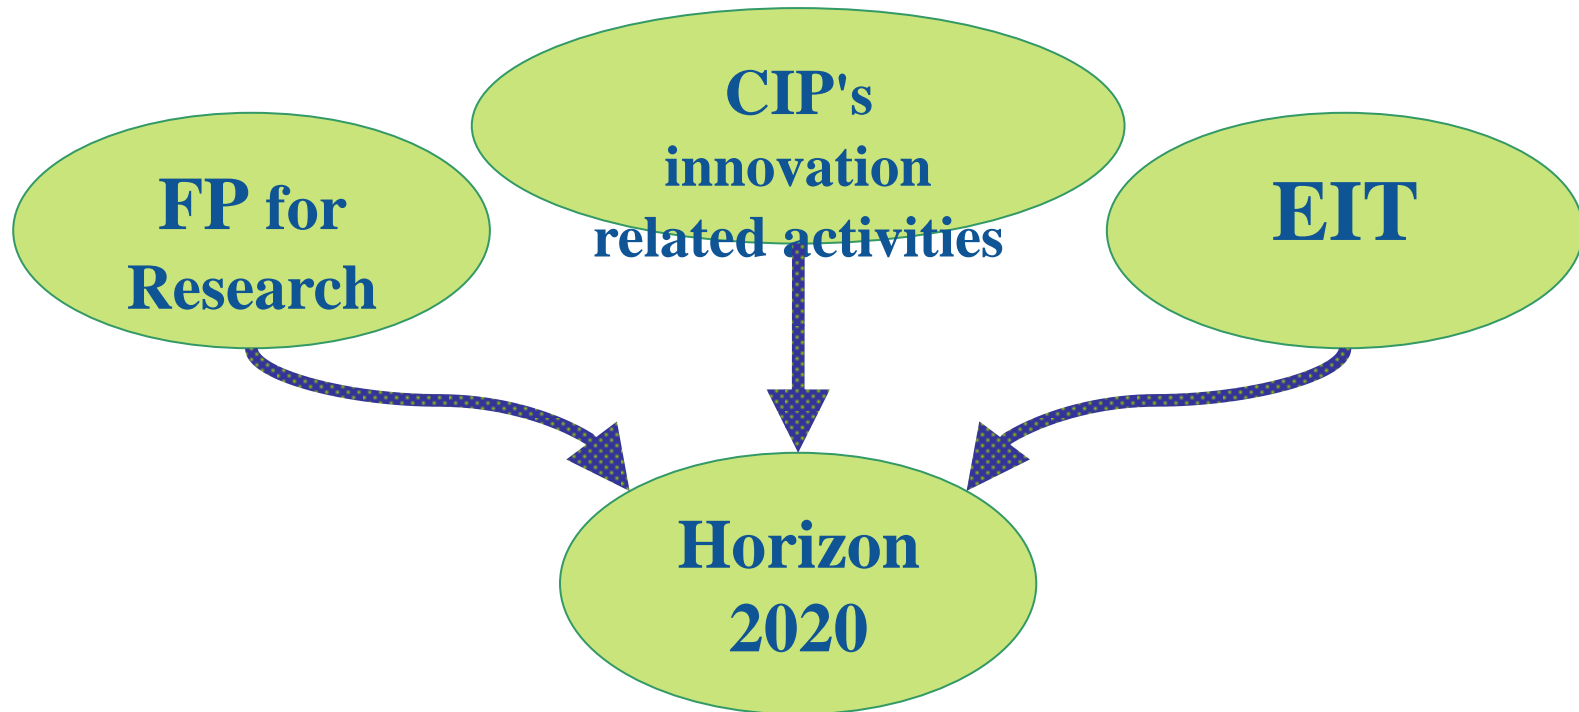 FP for
Research
CIP's
innovation
related activities
EIT
Horizon
2020